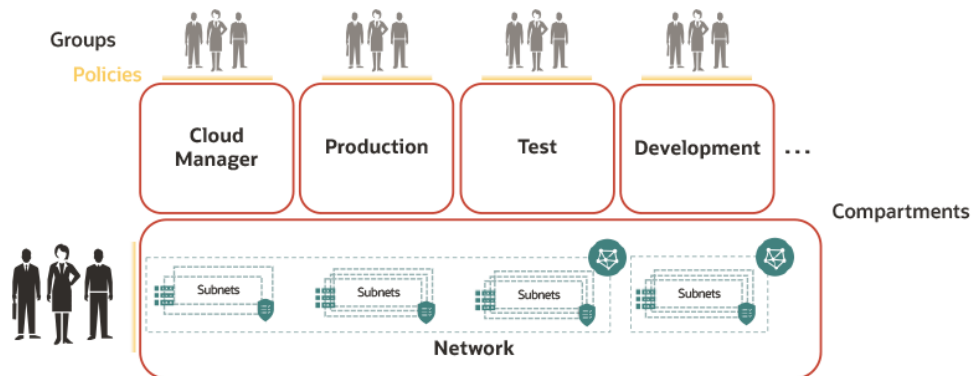 Groups
Policies
Cloud
Manager
Production
Test
Development
...
Compartments
Subnets
Subnets
Subnets
Subnets
Network